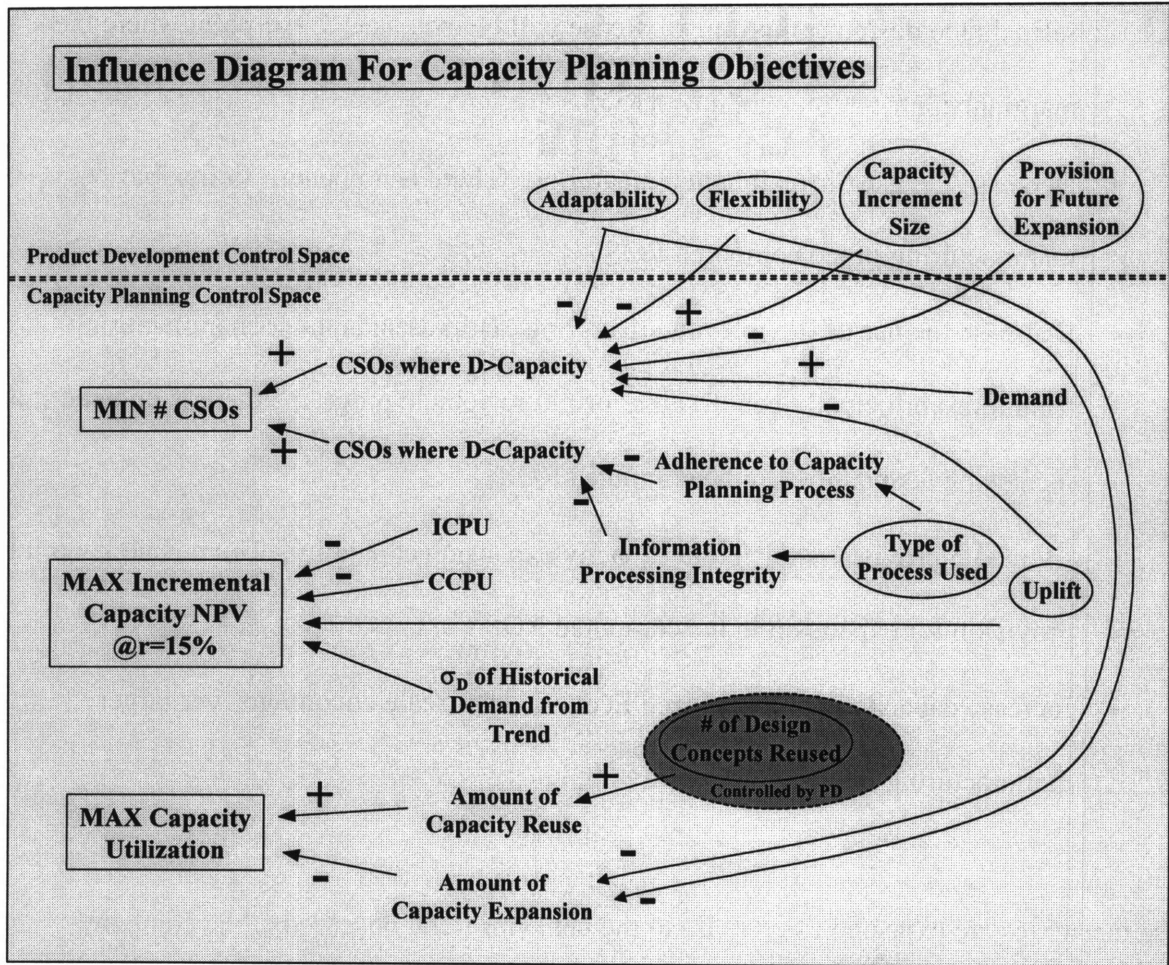 Influence Diagram For Capacity Planning Objectives
Adaptability
Flexibility
Capacity
Increment
Size
Provision
for Future
Expansion
Product Development Control Space
Capacity Planning Control Space
- - + - + -
+
CSOs where D>Capacity
MIN # CSOs
Demand
+
CSOs where D<Capacity
-
Adherence to Capacity
Planning Process
-
ICPU
-
Information
Processing Integrity
Type of
Process Used
Uplift
-
CCPU
MAX Incremental
Capacity NPV
@r=15%
σD of Historical
Demand from
Trend
# of Design
Concepts Reused
Controlled by PD
+
+
Amount of
Capacity Reuse
MAX Capacity
Utilization
-
-
Amount of
Capacity Expansion
-